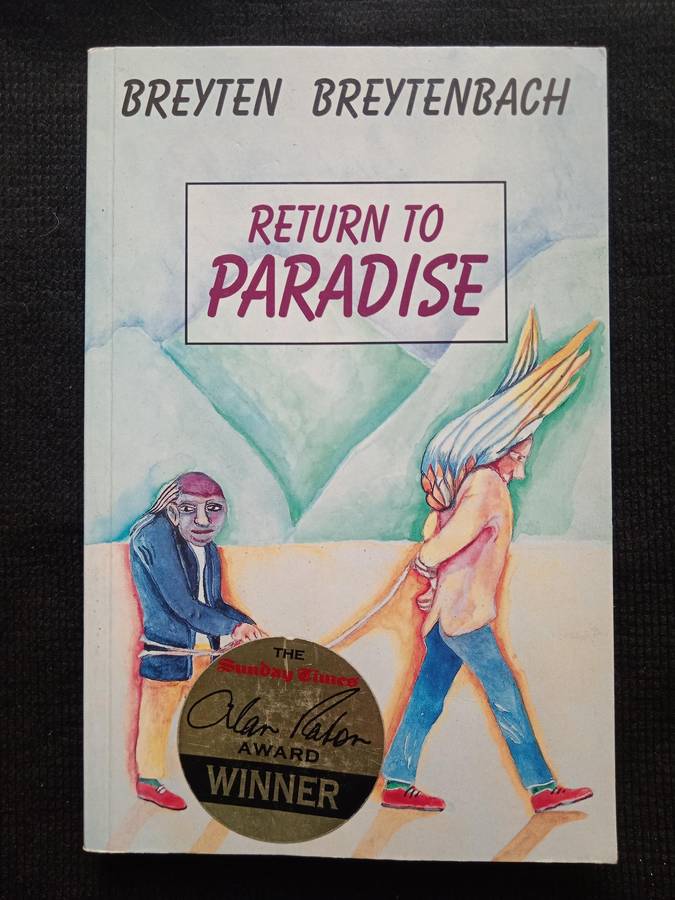 BREYTEN BREYTENBACH
RETURN TO
PARADISE
THE
Sunday Times
Alan Paton
AWARD
WINNER